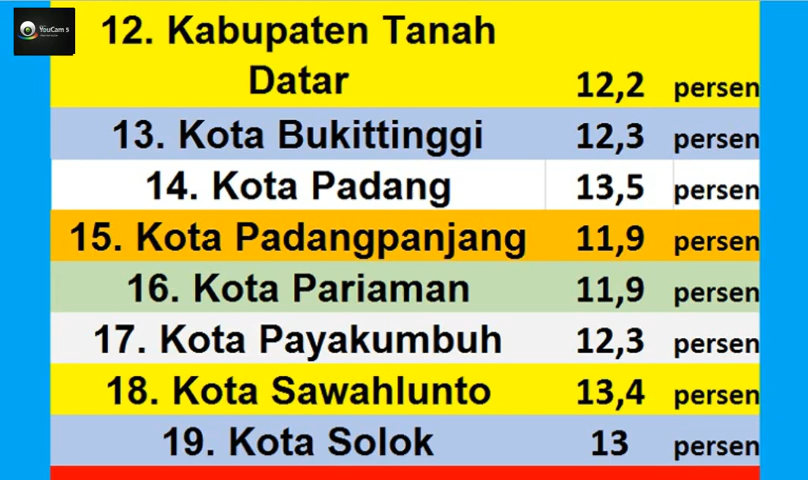 YouCam 5
12. Kabupaten Tanah
Datar 12,2 persen
13. Kota Bukittinggi 12,3 persen
14. Kota Padang 13,5 persen
15. Kota Padangpanjang 11,9 persen
16. Kota Pariaman 11,9 persen
17. Kota Payakumbuh 12,3 persen
18. Kota Sawahlunto 13,4 persen
19. Kota Solok 13 persen